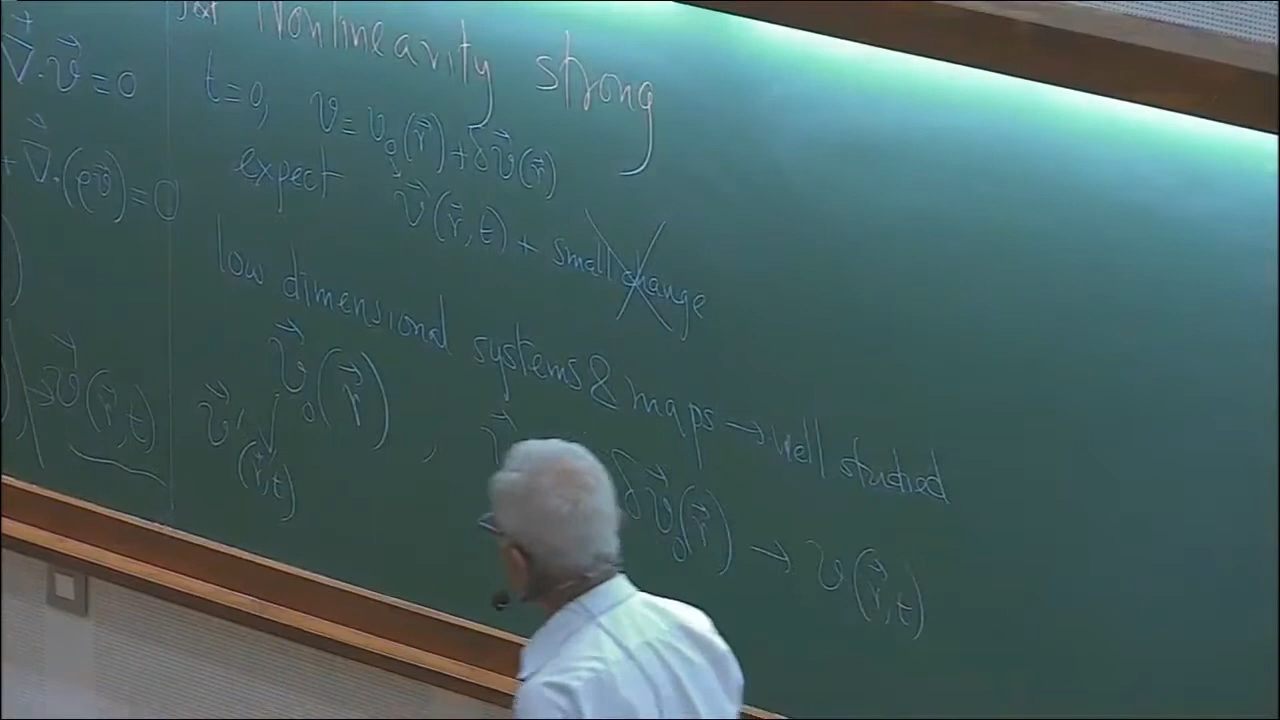 for Nonlinearity strong
∇⃗·v⃗=0
t=0, v=v₀(r⃗)+δv⃗(r⃗)
+∇⃗·(ρv⃗)=0
expect v⃗(r⃗,t)+small change
low dimensional systems & maps → well studied
v⃗(r⃗,t)
v⃗₀(r⃗),
v⃗'(r⃗,t)
δv⃗₀(r⃗) → v(r⃗,t)